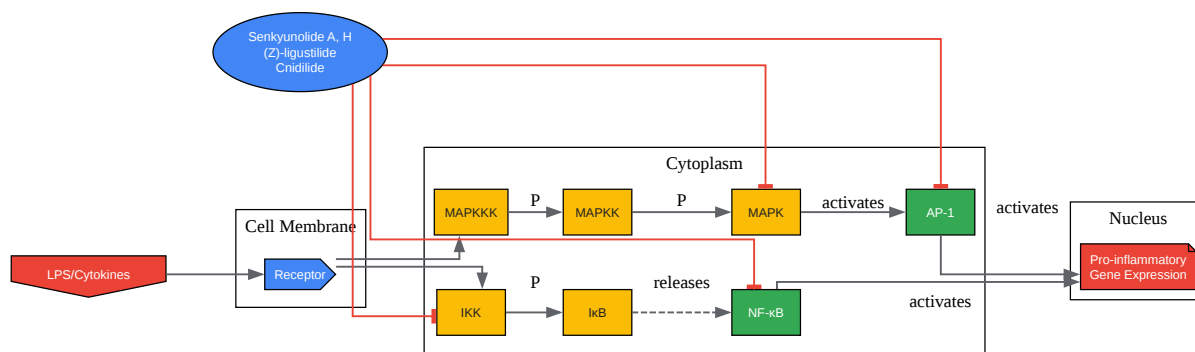 Senkyunolide A, H
(Z)-ligustilide
Cnidilide
Cytoplasm
MAPKKK
P
MAPKK
P
MAPK
activates
AP-1
activates
Nucleus
Cell Membrane
LPS/Cytokines
Receptor
Pro-inflammatory
Gene Expression
IKK
P
IκB
releases
NF-κB
activates